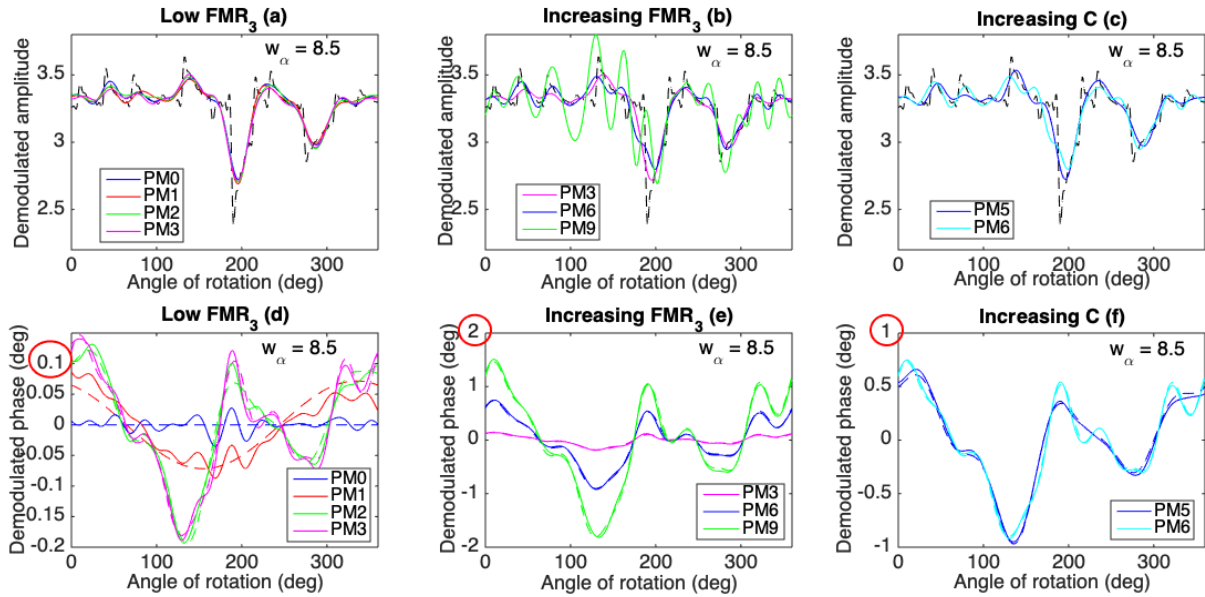 Low FMR3 (a)
Demodulated amplitude
3.5
3
2.5
wα = 8.5
PM0
PM1
PM2
PM3
0 100 200 300
Angle of rotation (deg)
Increasing FMR3 (b)
Demodulated amplitude
3.5
3
2.5
wα = 8.5
PM3
PM6
PM9
0 100 200 300
Angle of rotation (deg)
Increasing C (c)
Demodulated amplitude
3.5
3
2.5
wα = 8.5
PM5
PM6
0 100 200 300
Angle of rotation (deg)
Low FMR3 (d)
Demodulated phase (deg)
0.1
0.05
0
-0.05
-0.1
-0.15
-0.2
wα = 8.5
PM0
PM1
PM2
PM3
0 100 200 300
Angle of rotation (deg)
Increasing FMR3 (e)
Demodulated phase (deg)
2
1
0
-1
-2
wα = 8.5
PM3
PM6
PM9
0 100 200 300
Angle of rotation (deg)
Increasing C (f)
Demodulated phase (deg)
1
0.5
0
-0.5
-1
wα = 8.5
PM5
PM6
0 100 200 300
Angle of rotation (deg)